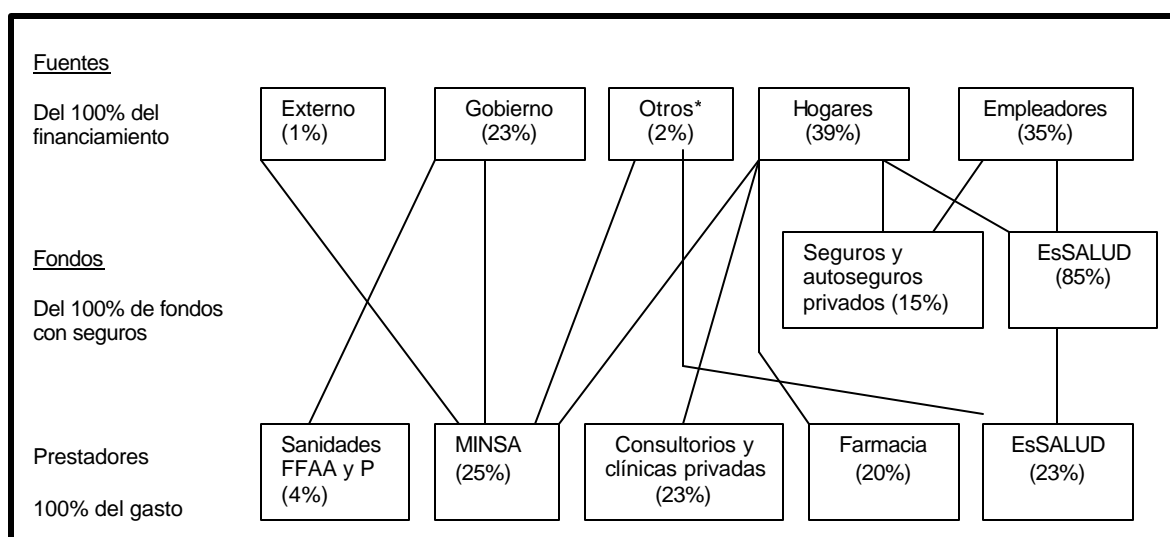 Fuentes
Del 100% del
financiamiento
Externo
(1%)
Gobierno
(23%)
Otros*
(2%)
Hogares
(39%)
Empleadores
(35%)
Fondos
Del 100% de fondos
con seguros
Seguros y
autoseguros
privados (15%)
EsSALUD
(85%)
Prestadores
100% del gasto
Sanidades
FFAA y P
(4%)
MINSA
(25%)
Consultorios y
clínicas privadas
(23%)
Farmacia
(20%)
EsSALUD
(23%)